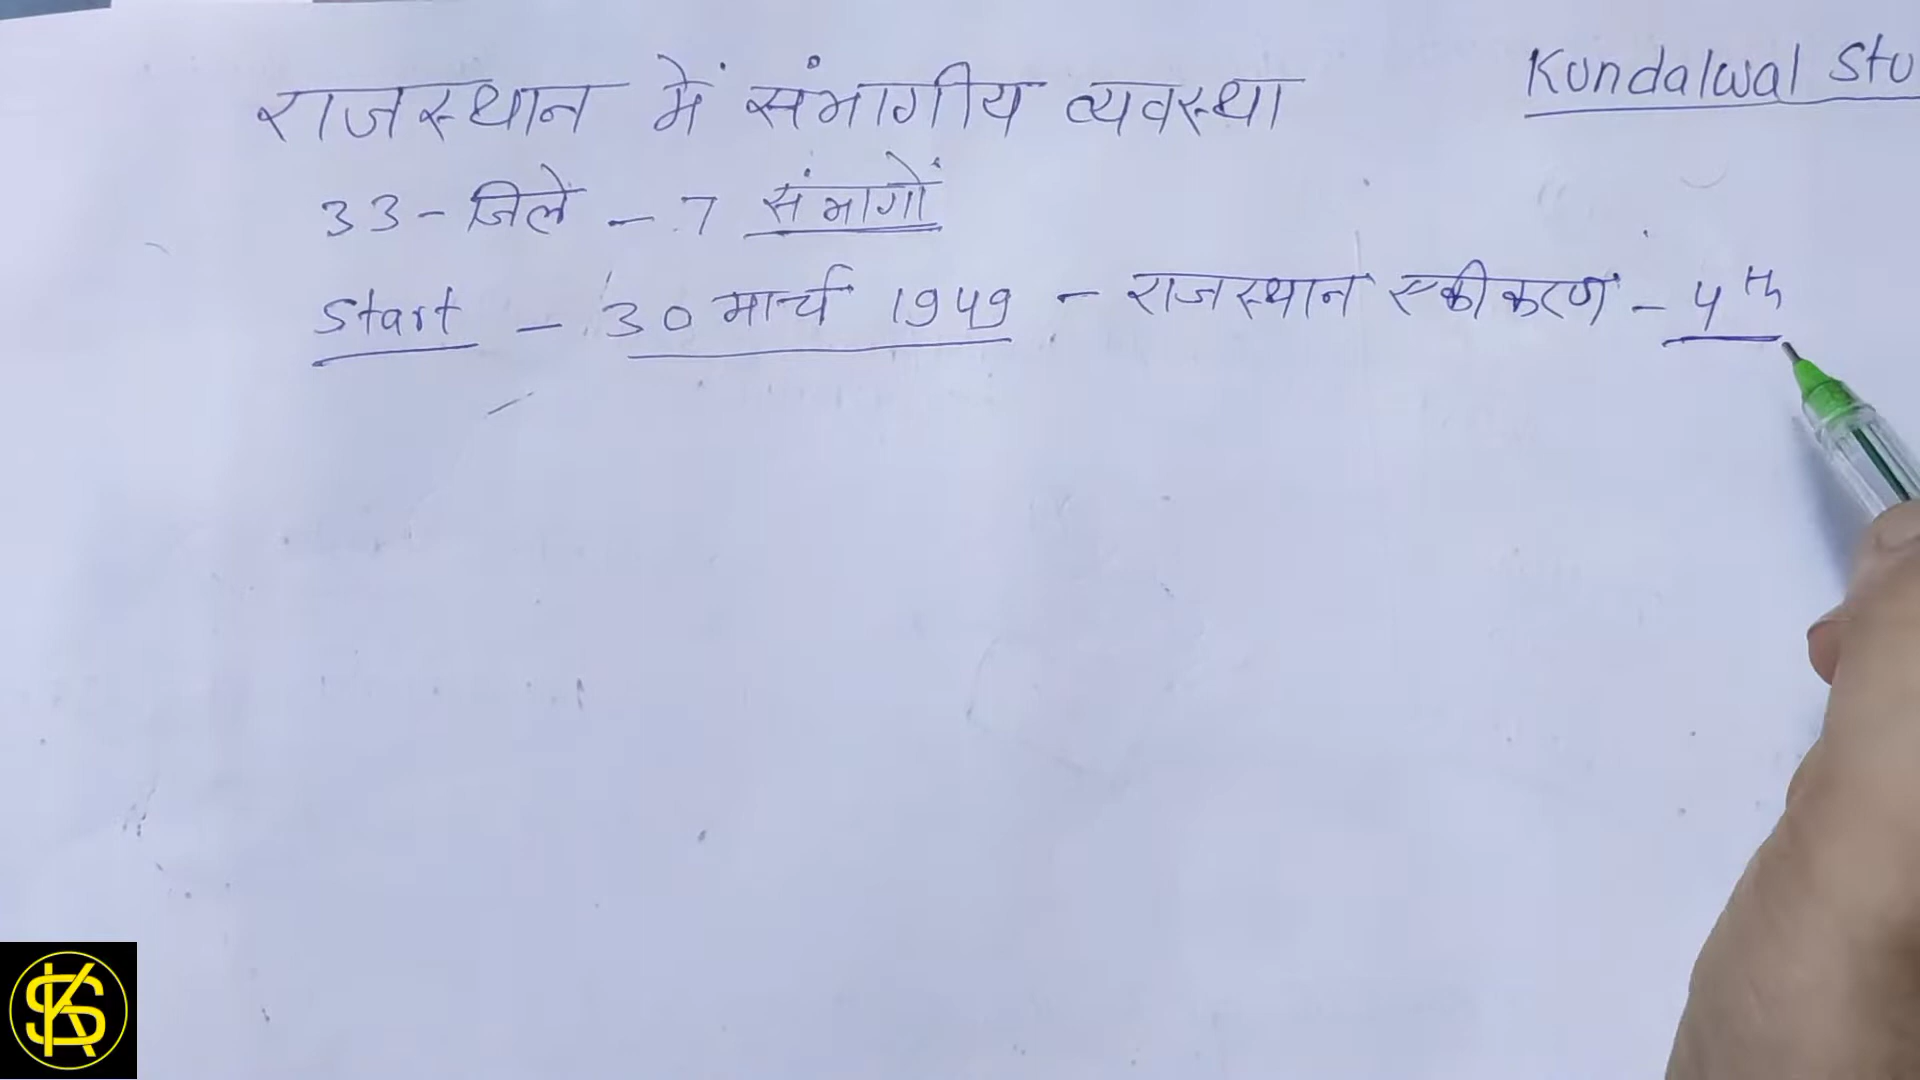 Kundalwal Stu
राजस्थान में संभागीय व्यवस्था
33 - जिले - 7 संभागों
Start - 30 मार्च 1949 - राजस्थान एकीकरण - 4th